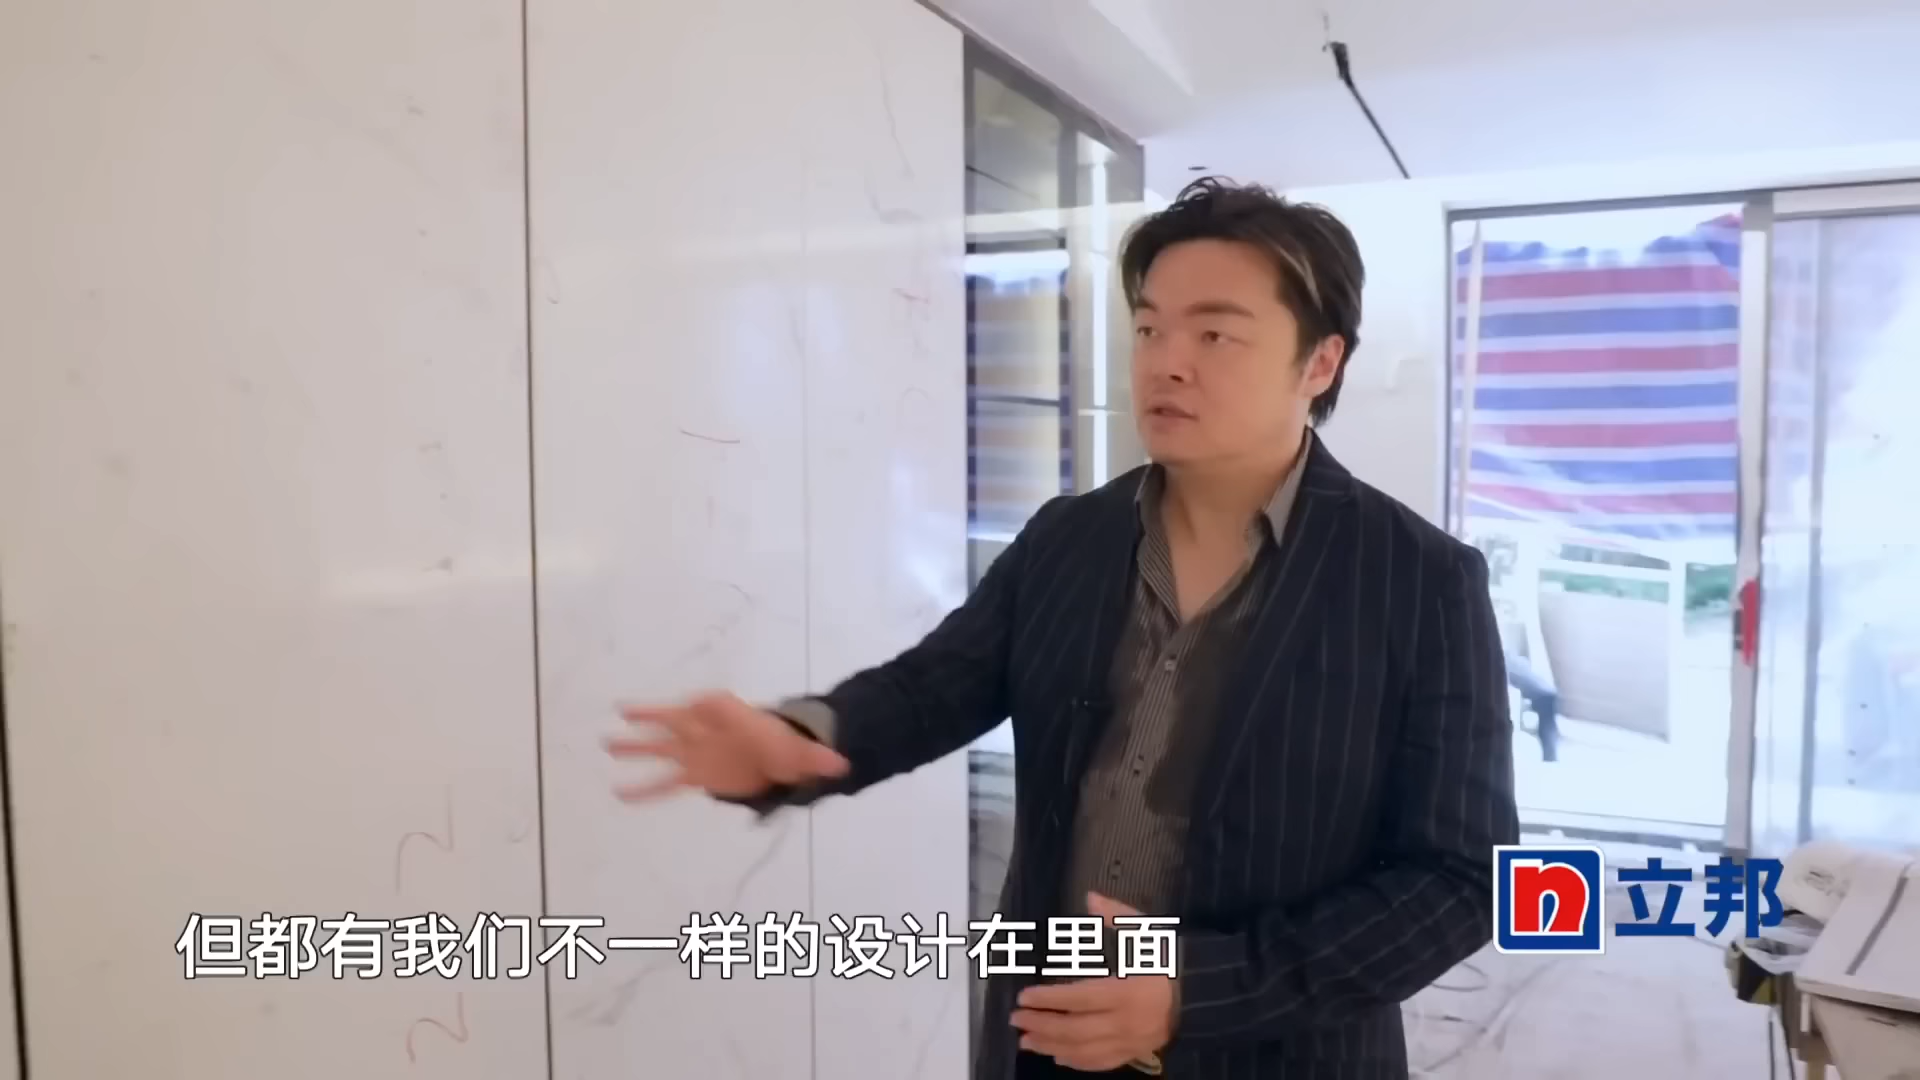 但都有我们不一样的设计在里面
n 立邦